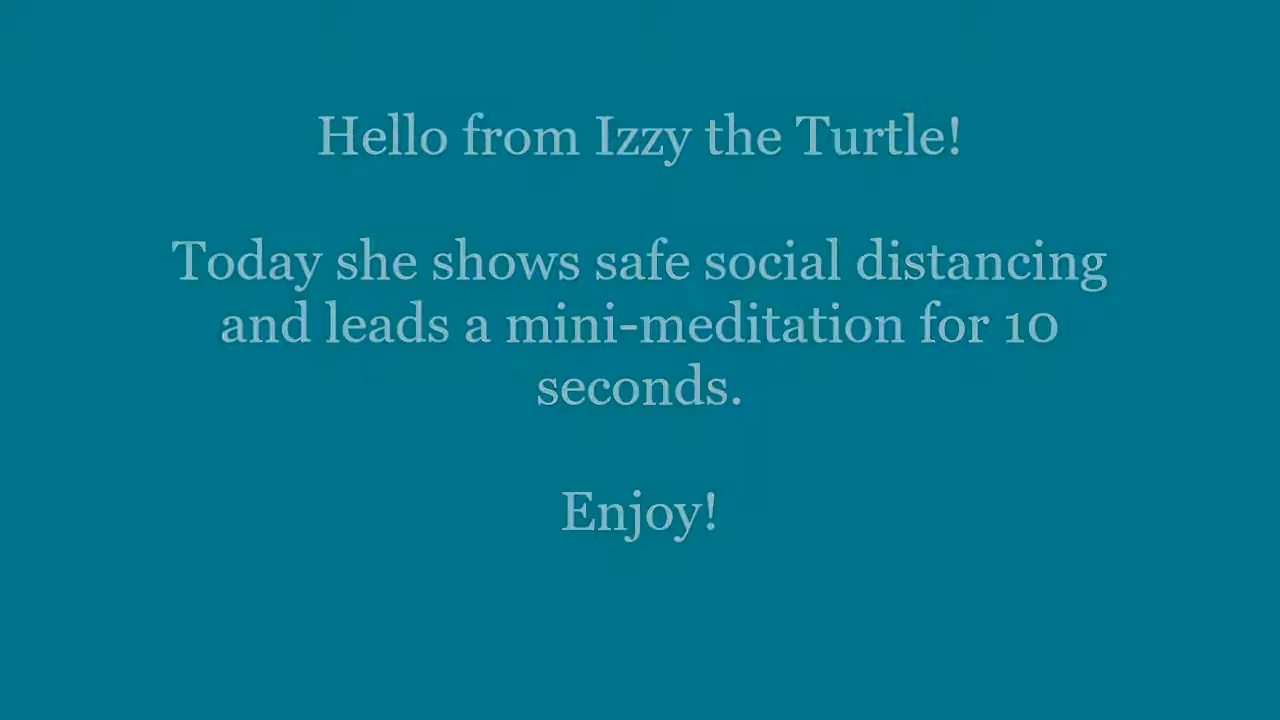 Hello from Izzy the Turtle!
Today she shows safe social distancing
and leads a mini-meditation for 10
seconds.
Enjoy!